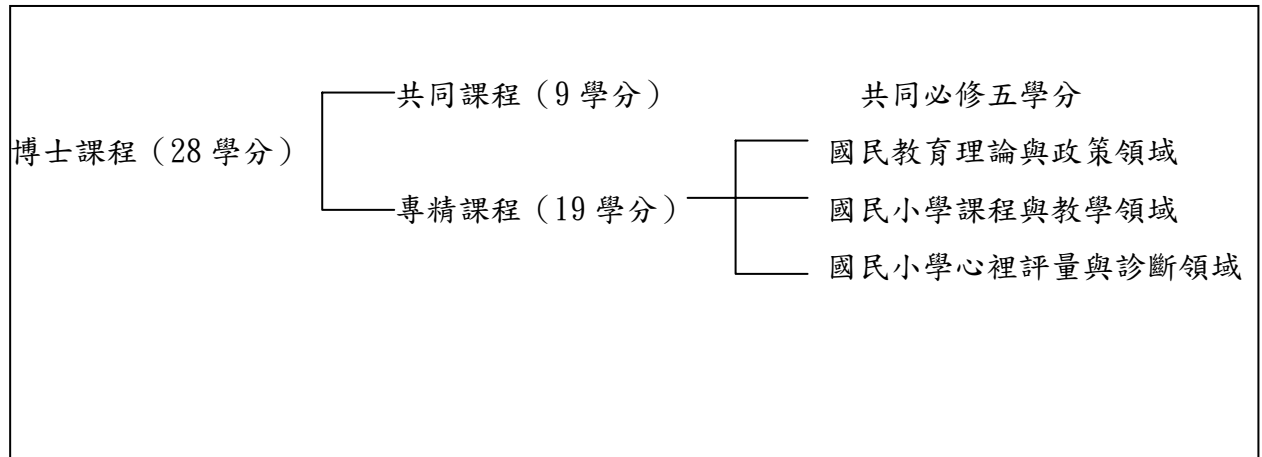 共同課程（9 學分） 共同必修五學分
博士課程（28 學分） 國民教育理論與政策領域
專精課程（19 學分） 國民小學課程與教學領域
國民小學心裡評量與診斷領域